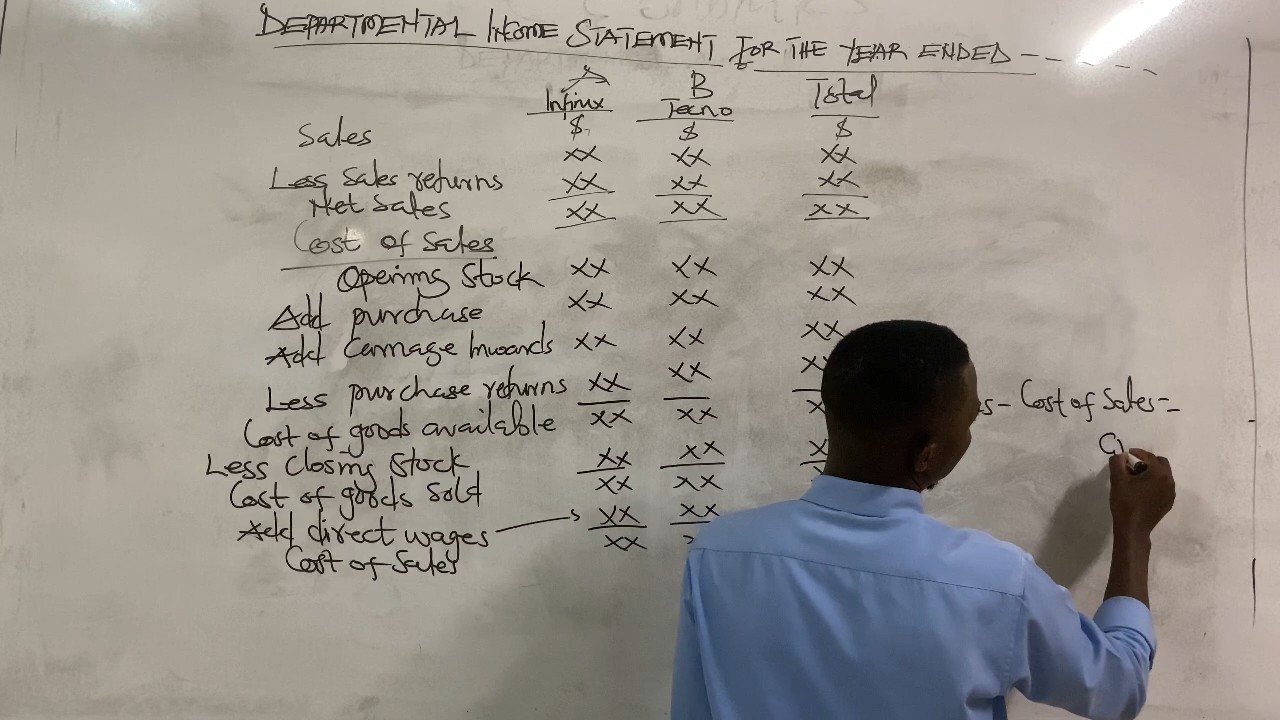 DEPARTMENTAL INCOME STATEMENT FOR THE YEAR ENDED - - - - -
A B Total
Infinix Tecno
$ $ $
Sales XX XX XX
Less Sales returns XX XX XX
Net Sales XX XX XX
Cost of Sales
Opening Stock XX XX XX
Add purchase XX XX XX
Add Carriage Inwards XX XX XX
Less purchase returns XX XX
Cost of goods available XX XX
Less Closing Stock XX XX
Cost of goods sold XX XX
Add direct wages XX XX
Cost of Sales XX
- Cost of Sales =